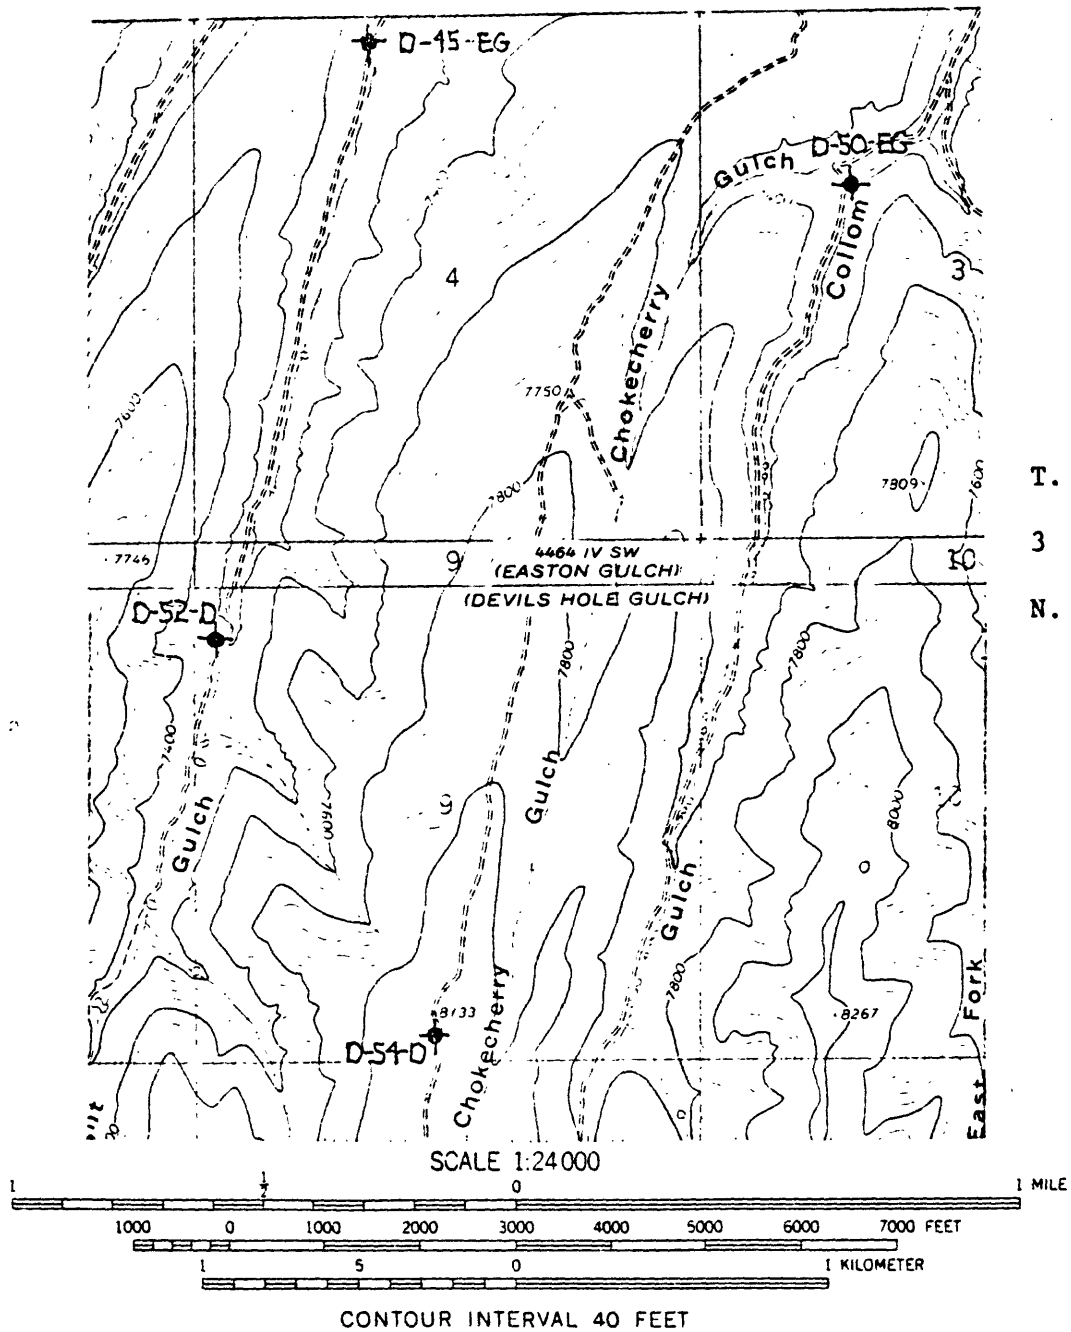 D-45-EG
Gulch
D-50-EG
Collom
4
3
Chokecherry
7750
7600
7800
7809
7600
T.
3
N.
7746
9
4464 IV SW
(EASTON GULCH)
10
(DEVILS HOLE GULCH)
D-52-D
7800
7800
7400
Gulch
7600
9
Gulch
8000
Gulch
7800
Chokecherry
8133
8267
Fork
D-54-D
East
SCALE 1:24000
1 1/2 0 1 MILE
1000 0 1000 2000 3000 4000 5000 6000 7000 FEET
1 5 0 1 KILOMETER
CONTOUR INTERVAL 40 FEET